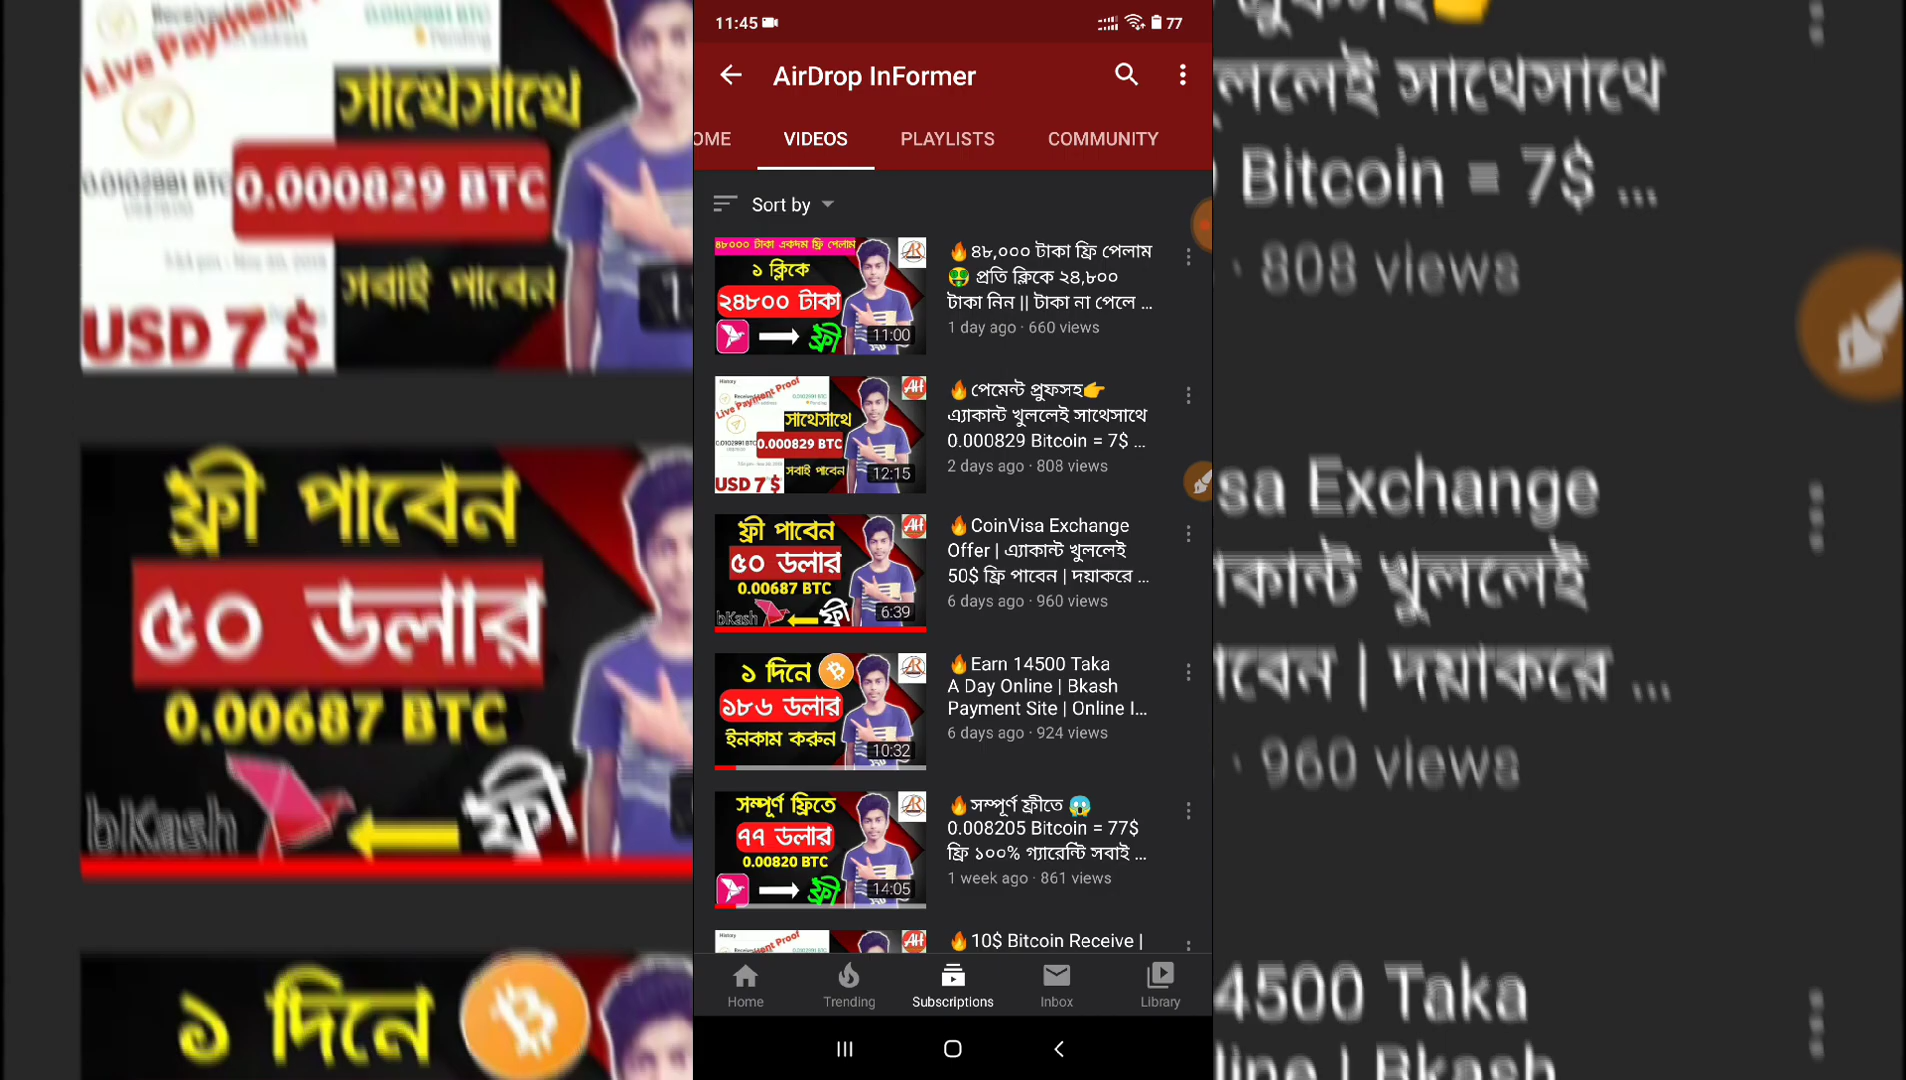 11:45
77
AirDrop InFormer
OME
VIDEOS
PLAYLISTS
COMMUNITY
Sort by
৪৮০০০ টাকা একদম ফ্রি পেলাম
১ ক্লিকে
২৪৮০০ টাকা
ফ্রী
11:00
🔥৪৮,০০০ টাকা ফ্রি পেলাম
🤑 প্রতি ক্লিকে ২৪,৮০০
টাকা নিন || টাকা না পেলে ...
1 day ago · 660 views
History
Live Payment Proof
সাথেসাথে
0.000829 BTC
সবাই পাবেন
USD 7 $
12:15
🔥পেমেন্ট প্রুফসহ👉
এ্যাকান্ট খুললেই সাথেসাথে
0.000829 Bitcoin = 7$ ...
2 days ago · 808 views
ফ্রী পাবেন
৫০ ডলার
0.00687 BTC
bKash
ফ্রী
6:39
🔥CoinVisa Exchange
Offer | এ্যাকান্ট খুললেই
50$ ফ্রি পাবেন | দয়াকরে ...
6 days ago · 960 views
১ দিনে
১৮৬ ডলার
ইনকাম করুন
10:32
🔥Earn 14500 Taka
A Day Online | Bkash
Payment Site | Online I...
6 days ago · 924 views
সম্পূর্ণ ফ্রিতে
৭৭ ডলার
0.00820 BTC
ফ্রী
14:05
🔥সম্পূর্ণ ফ্রীতে 😱
0.008205 Bitcoin = 77$
ফ্রি ১০০% গ্যারেন্টি সবাই ...
1 week ago · 861 views
🔥10$ Bitcoin Receive |
Home
Trending
Subscriptions
Inbox
Library
Live Payment
সাথেসাথে
0.000829 BTC
সবাই পাবেন
USD 7 $
ফ্রী পাবেন
৫০ ডলার
0.00687 BTC
bKash
ফ্রী
১ দিনে
ললেই সাথেসাথে
Bitcoin = 7$ ...
· 808 views
sa Exchange
কান্ট খুললেই
াবেন | দয়াকরে ...
· 960 views
4500 Taka
line | Bkash